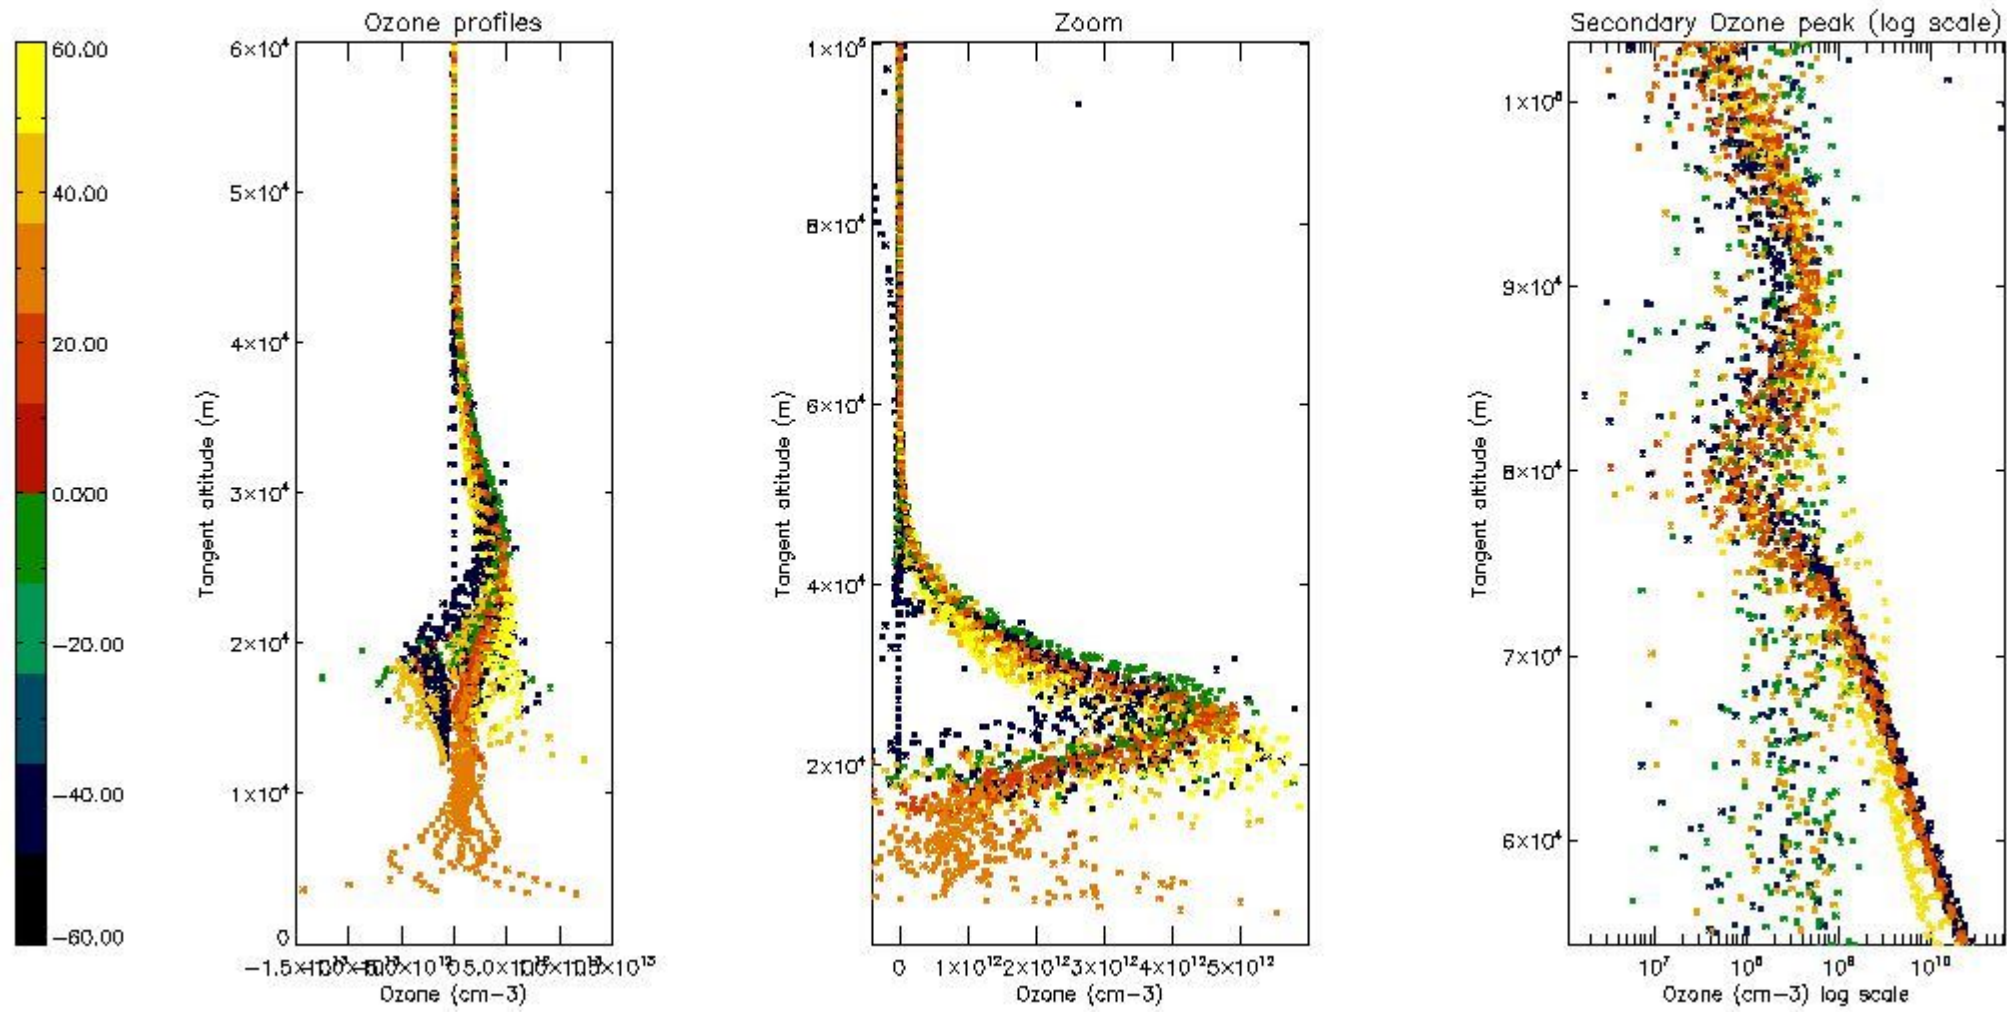 Ozone profiles
Zoom
Secondary Ozone peak (log scale)
60.00
40.00
20.00
0.00
-20.00
-40.00
-60.00
6×10⁴
5×10⁴
4×10⁴
3×10⁴
2×10⁴
1×10⁴
0
Tangent altitude (m)
Ozone (cm-3)
1×10⁵
8×10⁴
6×10⁴
4×10⁴
2×10⁴
Tangent altitude (m)
0 1×10¹² 2×10¹² 3×10¹² 4×10¹² 5×10¹²
Ozone (cm-3)
1×10⁵
9×10⁴
8×10⁴
7×10⁴
6×10⁴
Tangent altitude (m)
10⁷ 10⁸ 10⁹ 10¹⁰
Ozone (cm-3) log scale